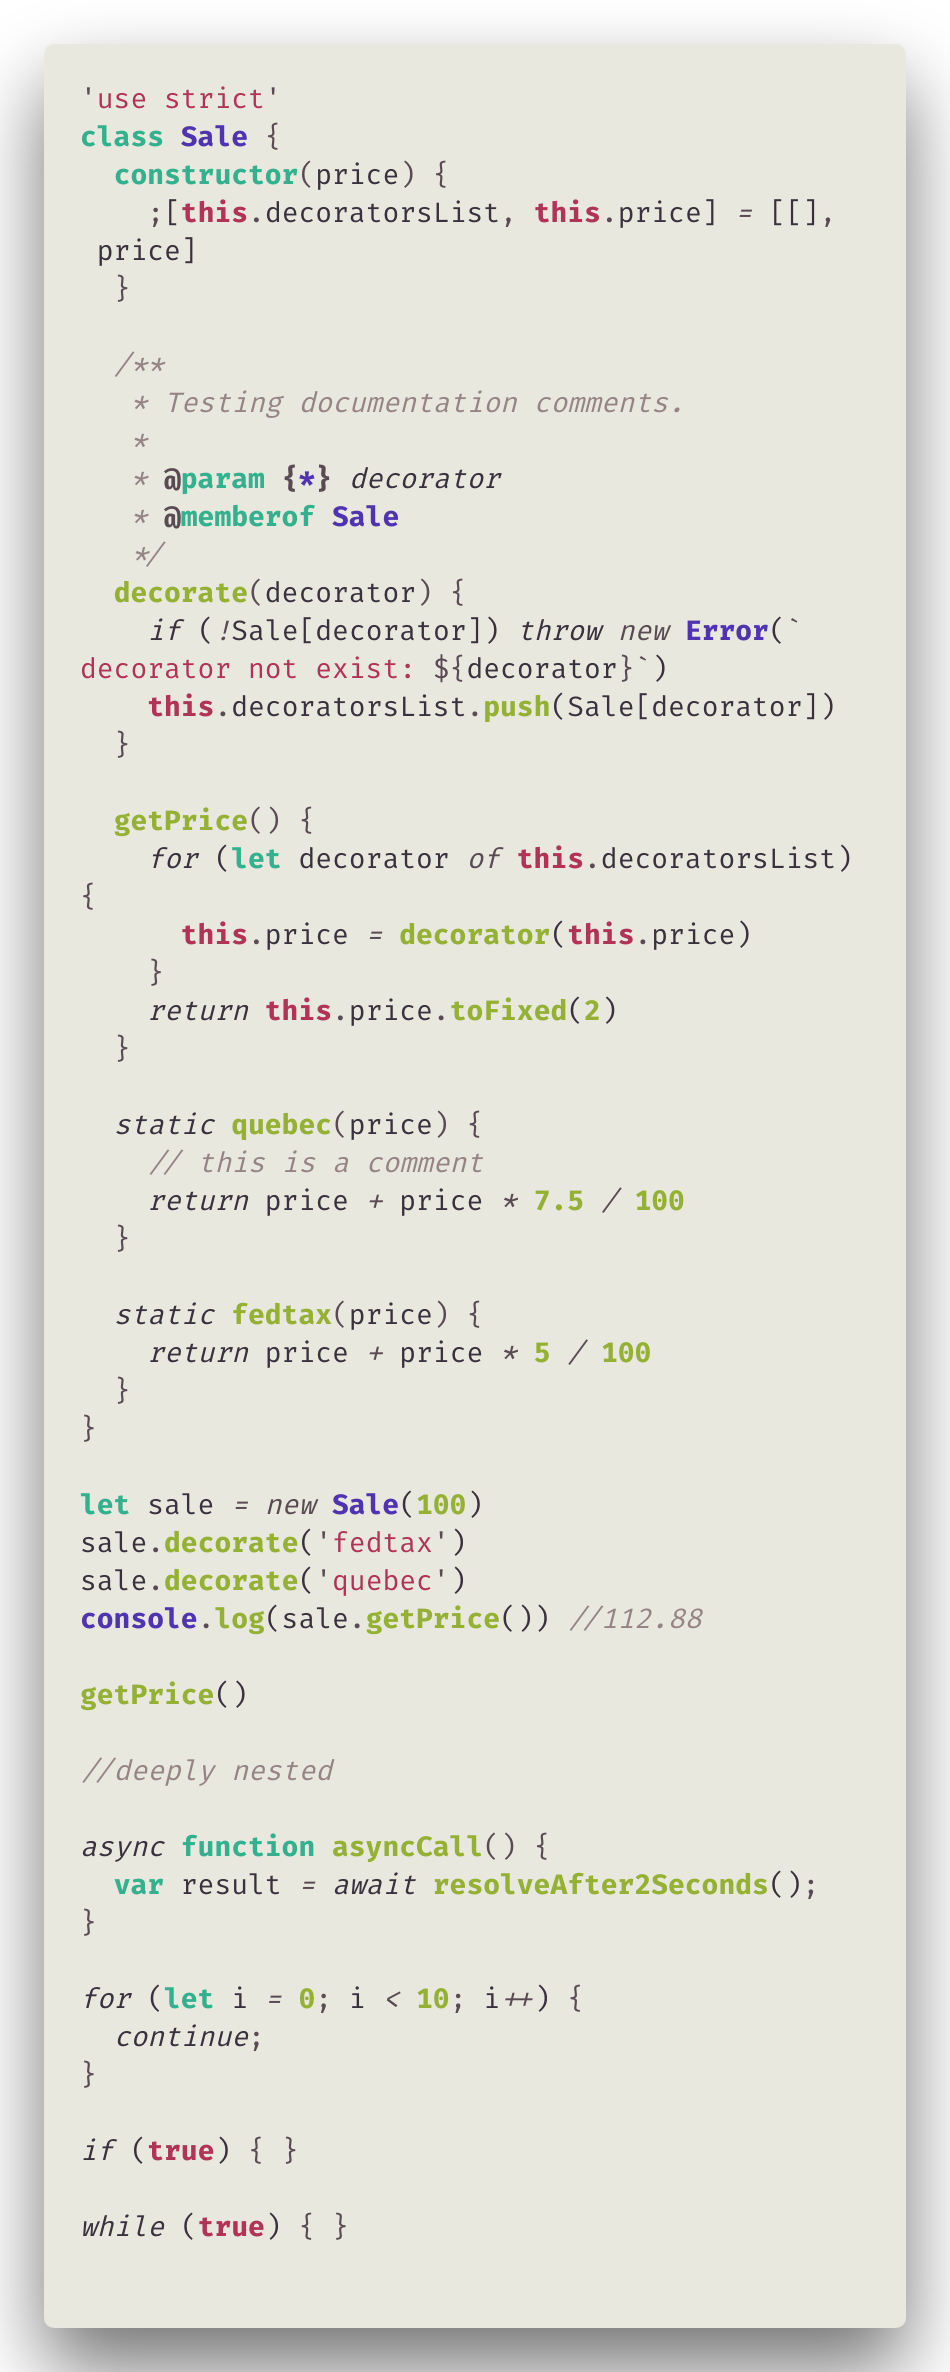 'use strict'
class Sale {
  constructor(price) {
    ;[this.decoratorsList, this.price] = [[],
 price]
  }

  /**
   * Testing documentation comments.
   *
   * @param {*} decorator
   * @memberof Sale
   */
  decorate(decorator) {
    if (!Sale[decorator]) throw new Error(`
decorator not exist: ${decorator}`)
    this.decoratorsList.push(Sale[decorator])
  }

  getPrice() {
    for (let decorator of this.decoratorsList)
{
      this.price = decorator(this.price)
    }
    return this.price.toFixed(2)
  }

  static quebec(price) {
    // this is a comment
    return price + price * 7.5 / 100
  }

  static fedtax(price) {
    return price + price * 5 / 100
  }
}

let sale = new Sale(100)
sale.decorate('fedtax')
sale.decorate('quebec')
console.log(sale.getPrice()) //112.88

getPrice()

//deeply nested

async function asyncCall() {
  var result = await resolveAfter2Seconds();
}

for (let i = 0; i < 10; i++) {
  continue;
}

if (true) { }

while (true) { }